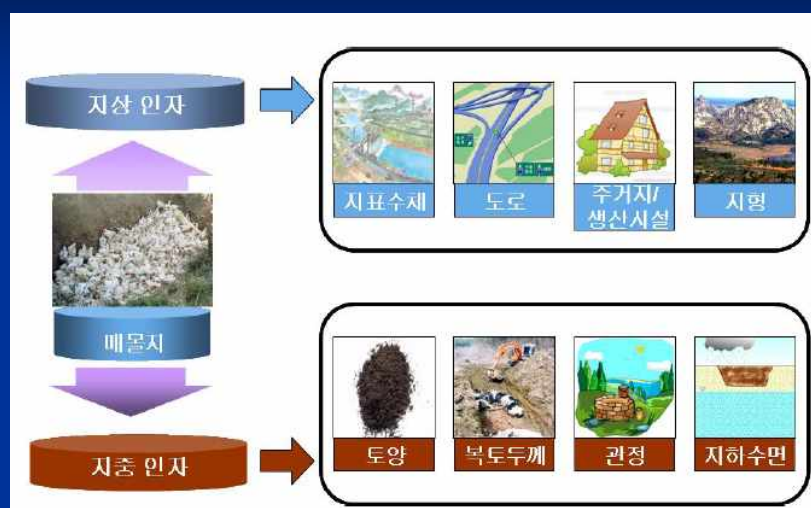 지상 인자
지표수체
도로
주거지/
생산시설
지형
매몰지
지중 인자
토양
복토두께
관정
지하수면